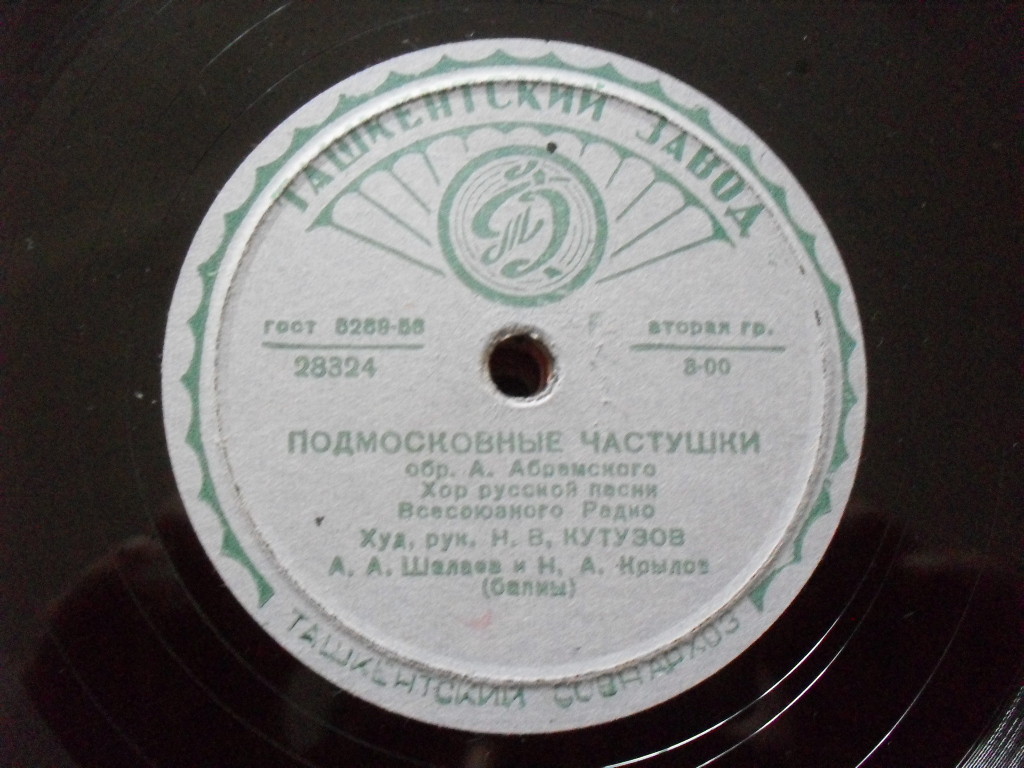 ТАШКЕНТСКИЙ ЗАВОД
гост 5289-56
вторая гр.
28324
8-00
ПОДМОСКОВНЫЕ ЧАСТУШКИ
обр. А. Абрамского
Хор русской песни
Всесоюзного Радио
Худ. рук. Н. В. КУТУЗОВ
А. А. Шалаев и Н. А. Крылов
(баяны)
ТАШКЕНТСКИЙ СОВНАРХОЗ